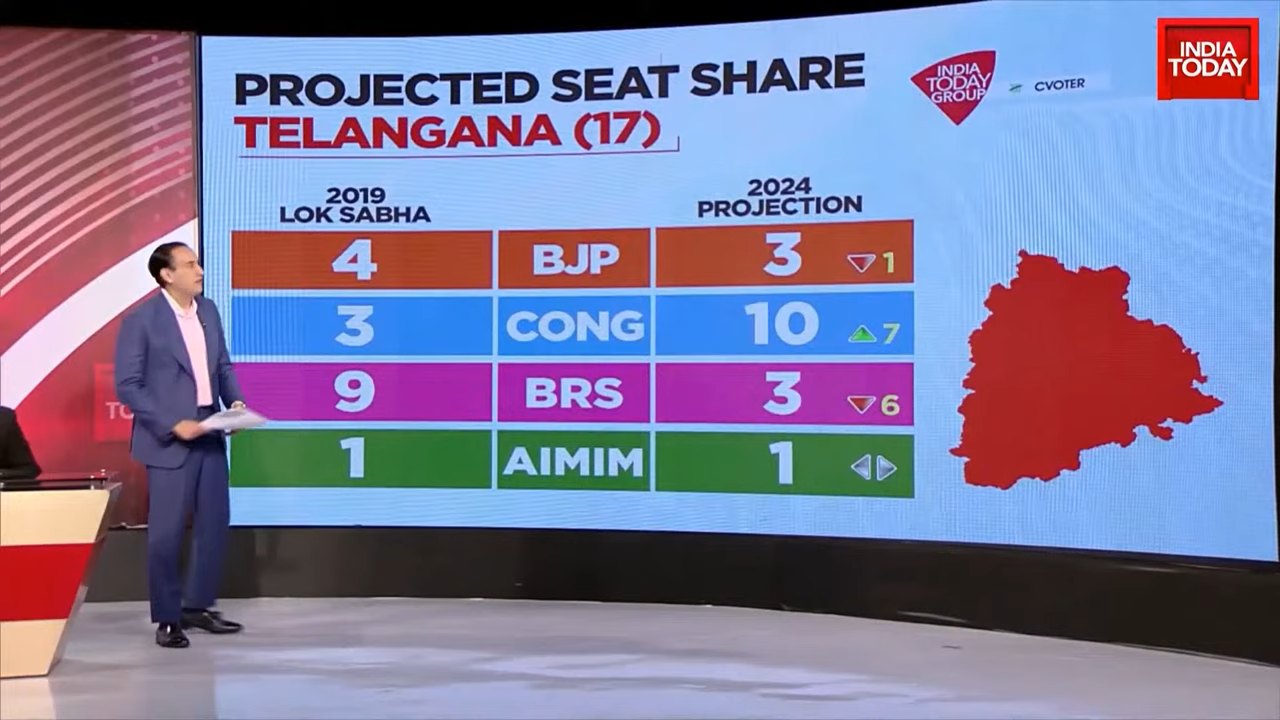 PROJECTED SEAT SHARE
TELANGANA (17)
INDIA
TODAY
GROUP
CVOTER
INDIA
TODAY
2019
LOK SABHA
2024
PROJECTION
4 BJP 3 1
3 CONG 10 7
9 BRS 3 6
1 AIMIM 1
TO